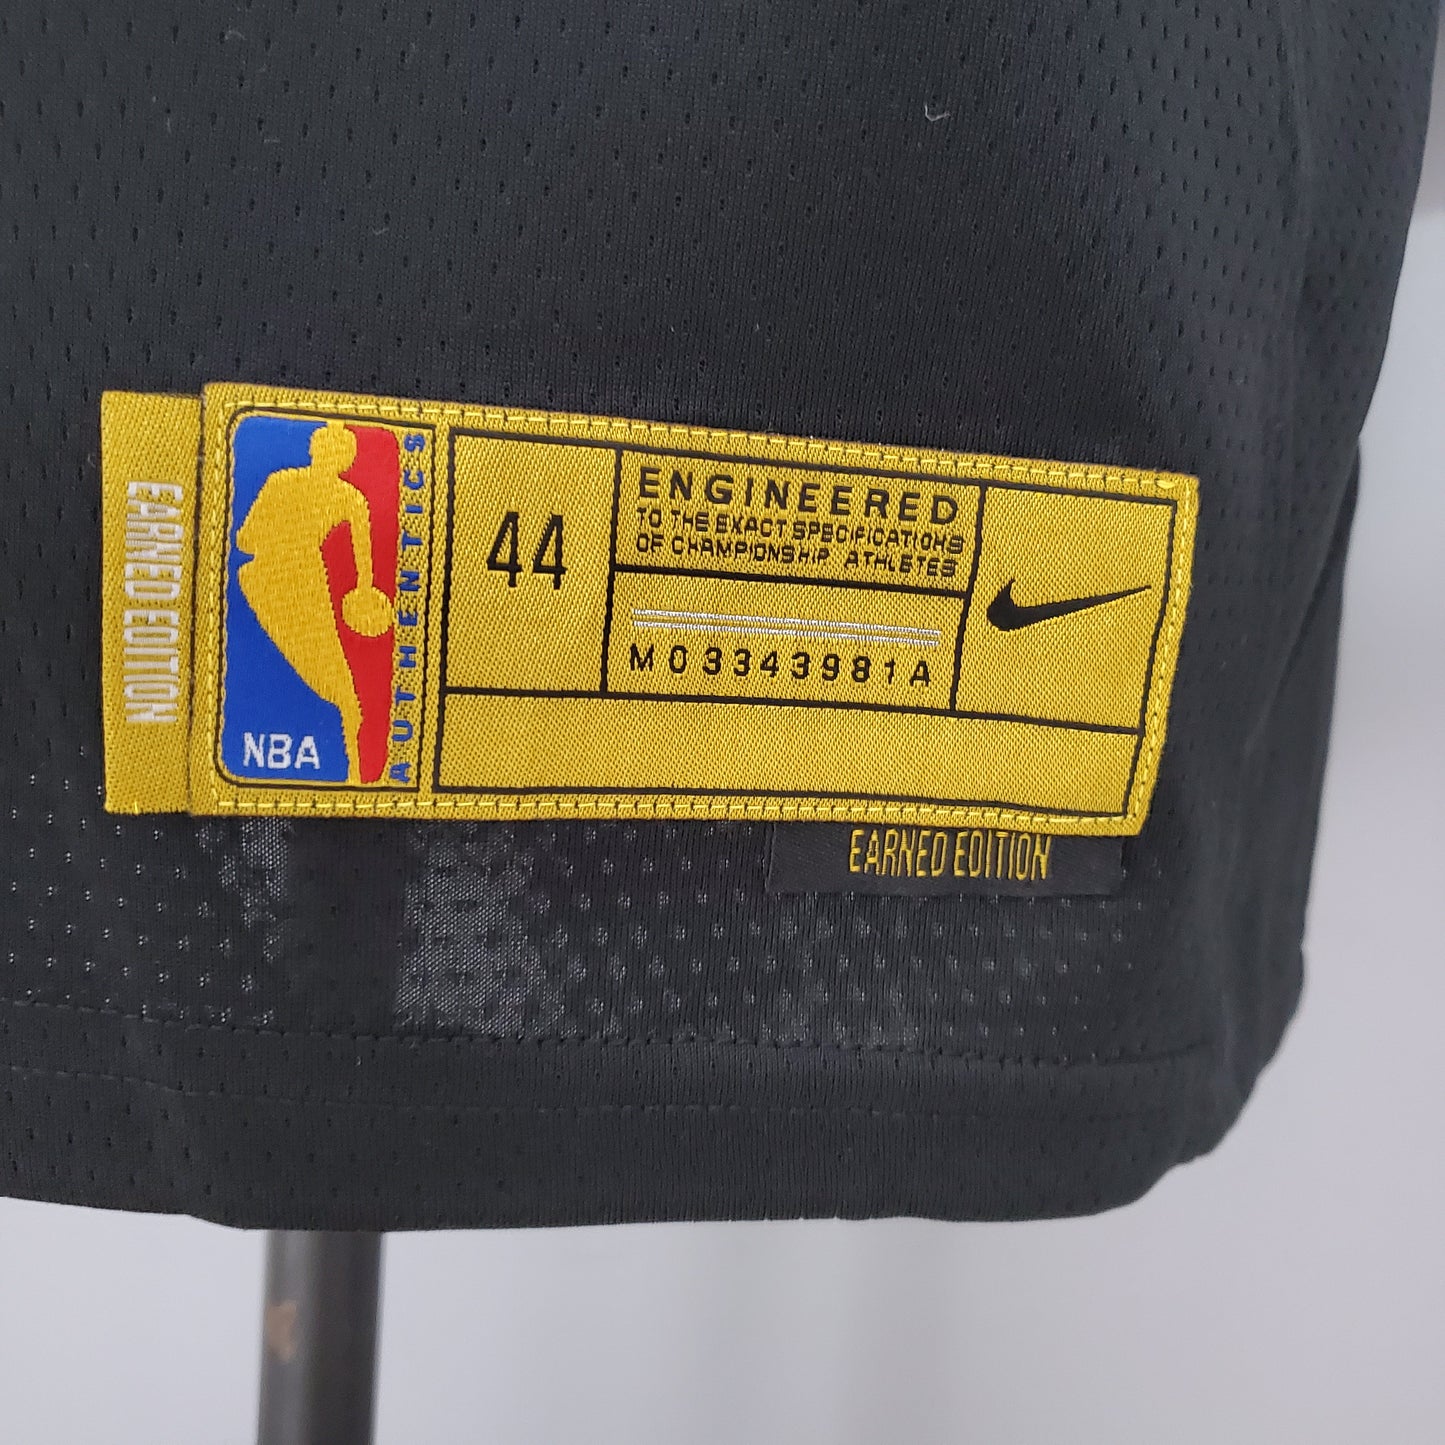 EARNED EDITION
NBA
AUTHENTICS
44
ENGINEERED
TO THE EXACT SPECIFICATIONS
OF CHAMPIONSHIP ATHLETES
M03343981A
EARNED EDITION